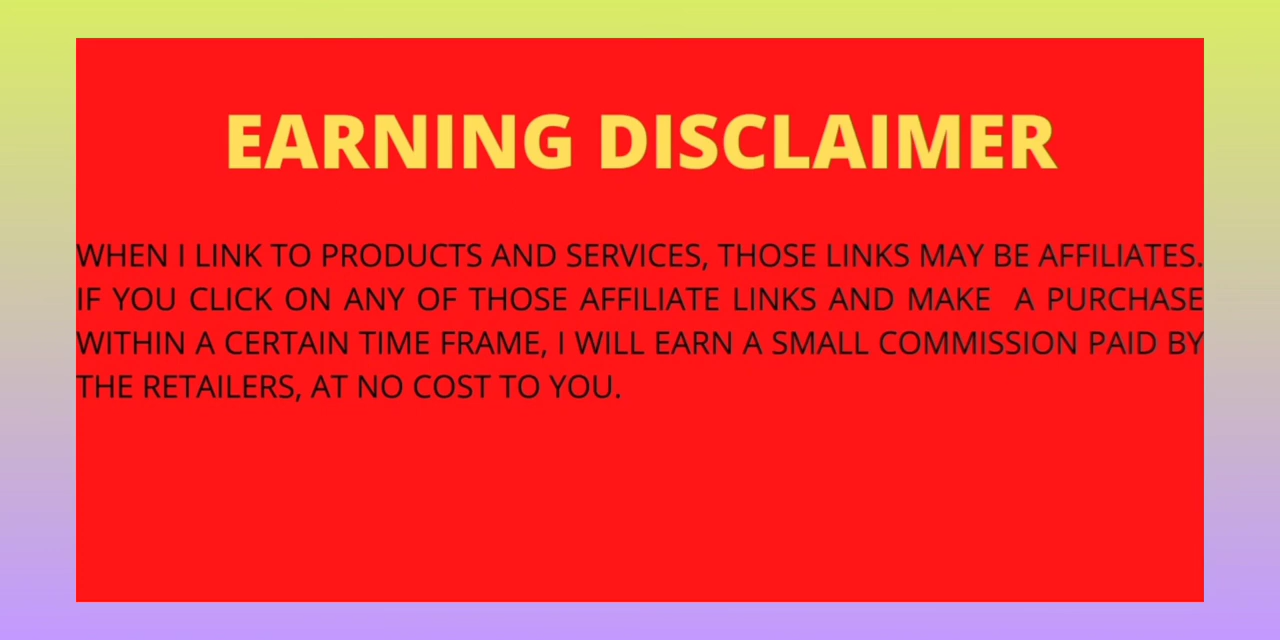 EARNING DISCLAIMER
WHEN I LINK TO PRODUCTS AND SERVICES, THOSE LINKS MAY BE AFFILIATES.
IF YOU CLICK ON ANY OF THOSE AFFILIATE LINKS AND MAKE A PURCHASE
WITHIN A CERTAIN TIME FRAME, I WILL EARN A SMALL COMMISSION PAID BY
THE RETAILERS, AT NO COST TO YOU.